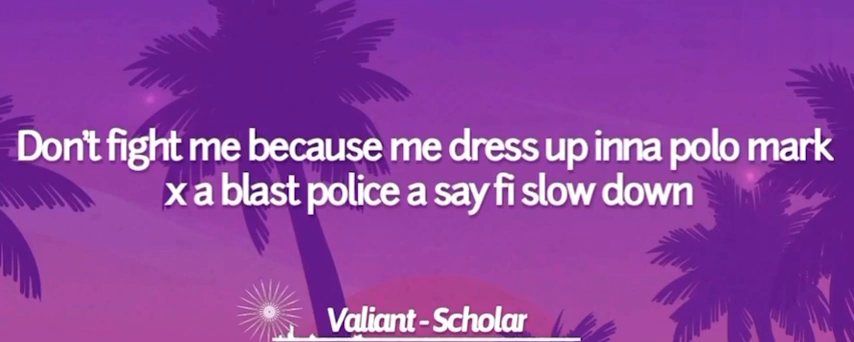 Don't fight me because me dress up inna polo mark
x a blast police a say fi slow down
Valiant - Scholar